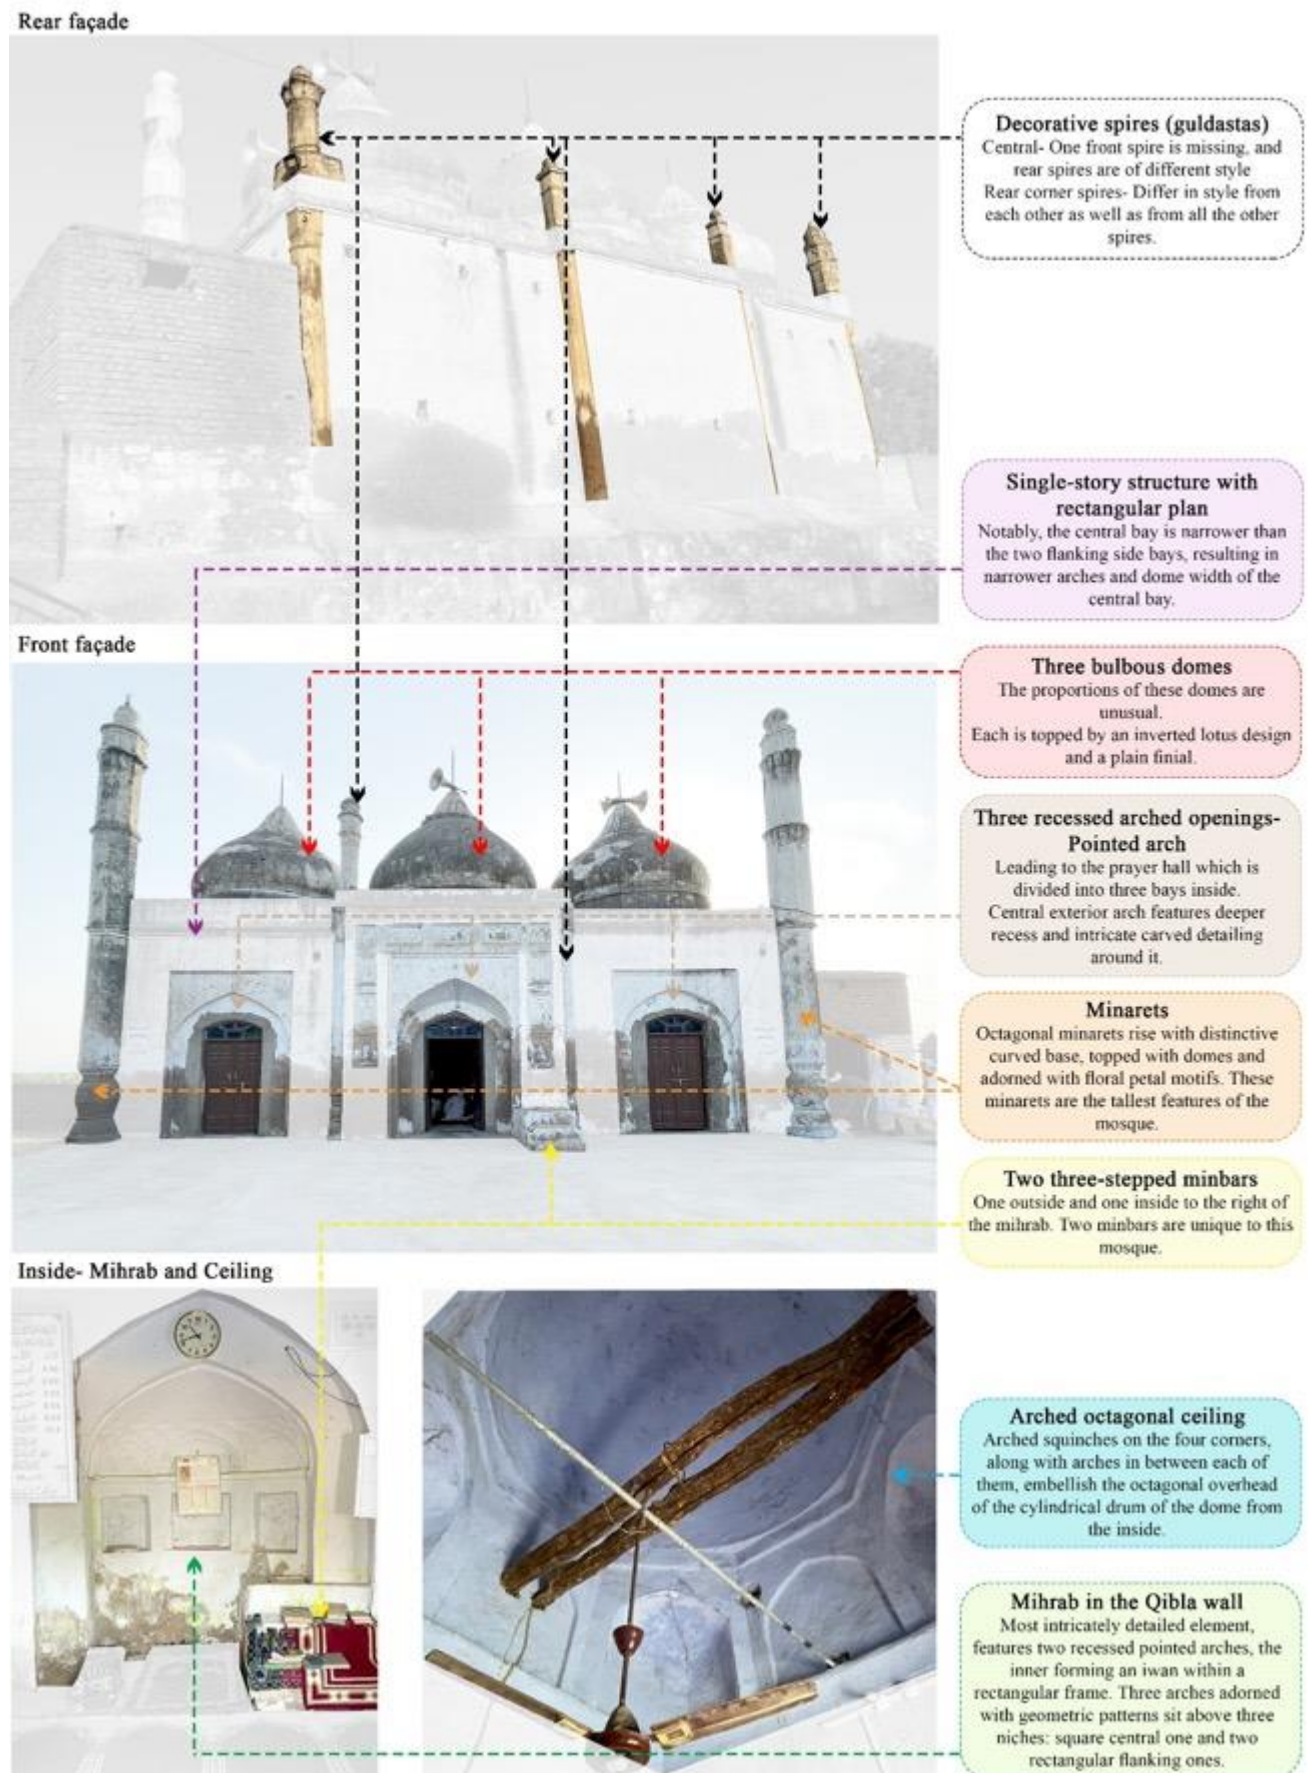 Rear façade
Decorative spires (guldastas)
Central- One front spire is missing, and
rear spires are of different style
Rear corner spires- Differ in style from
each other as well as from all the other
spires.
Single-story structure with
rectangular plan
Notably, the central bay is narrower than
the two flanking side bays, resulting in
narrower arches and dome width of the
central bay.
Front façade
Three bulbous domes
The proportions of these domes are
unusual.
Each is topped by an inverted lotus design
and a plain finial.
Three recessed arched openings-
Pointed arch
Leading to the prayer hall which is
divided into three bays inside.
Central exterior arch features deeper
recess and intricate carved detailing
around it.
Minarets
Octagonal minarets rise with distinctive
curved base, topped with domes and
adorned with floral petal motifs. These
minarets are the tallest features of the
mosque.
Two three-stepped minbars
One outside and one inside to the right of
the mihrab. Two minbars are unique to this
mosque.
Inside- Mihrab and Ceiling
Arched octagonal ceiling
Arched squinches on the four corners,
along with arches in between each of
them, embellish the octagonal overhead
of the cylindrical drum of the dome from
the inside.
Mihrab in the Qibla wall
Most intricately detailed element,
features two recessed pointed arches, the
inner forming an iwan within a
rectangular frame. Three arches adorned
with geometric patterns sit above three
niches: square central one and two
rectangular flanking ones.